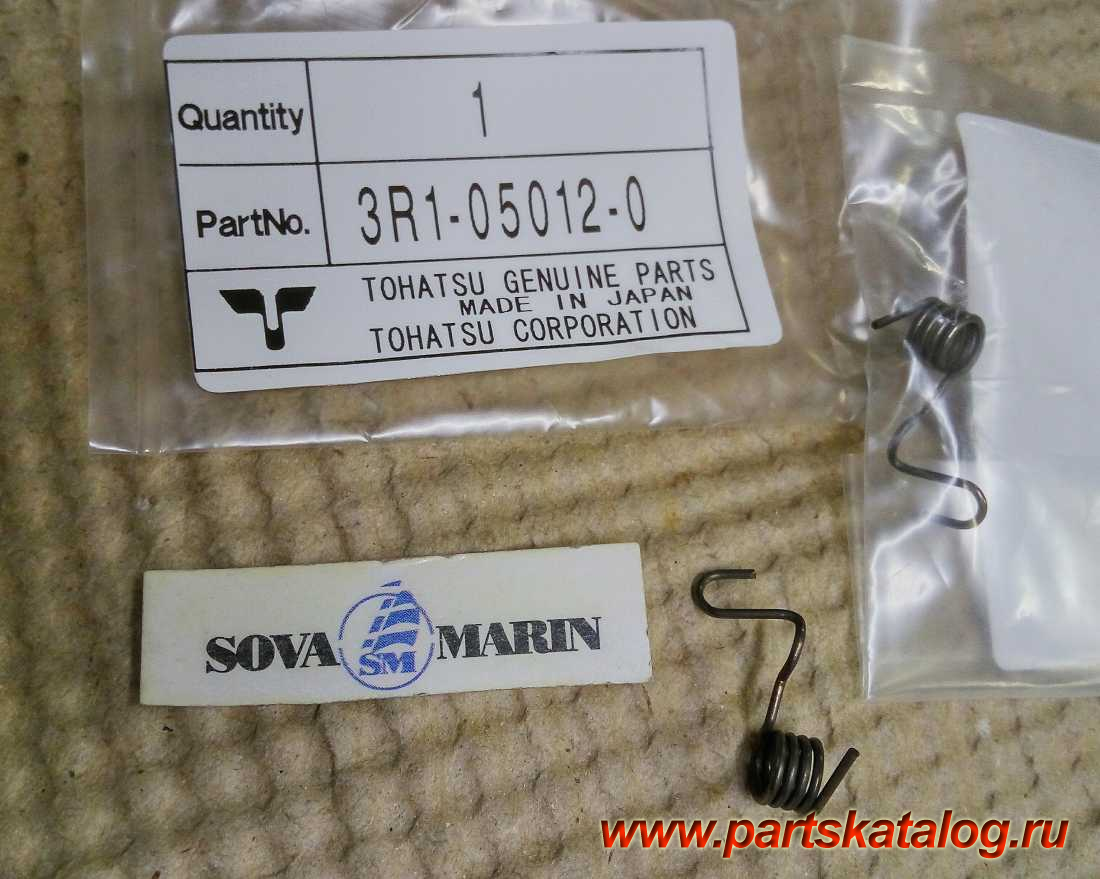 Quantity 1
PartNo. 3R1-05012-0
TOHATSU GENUINE PARTS
MADE IN JAPAN
TOHATSU CORPORATION
SOVA SM MARIN
www.partskatalog.ru